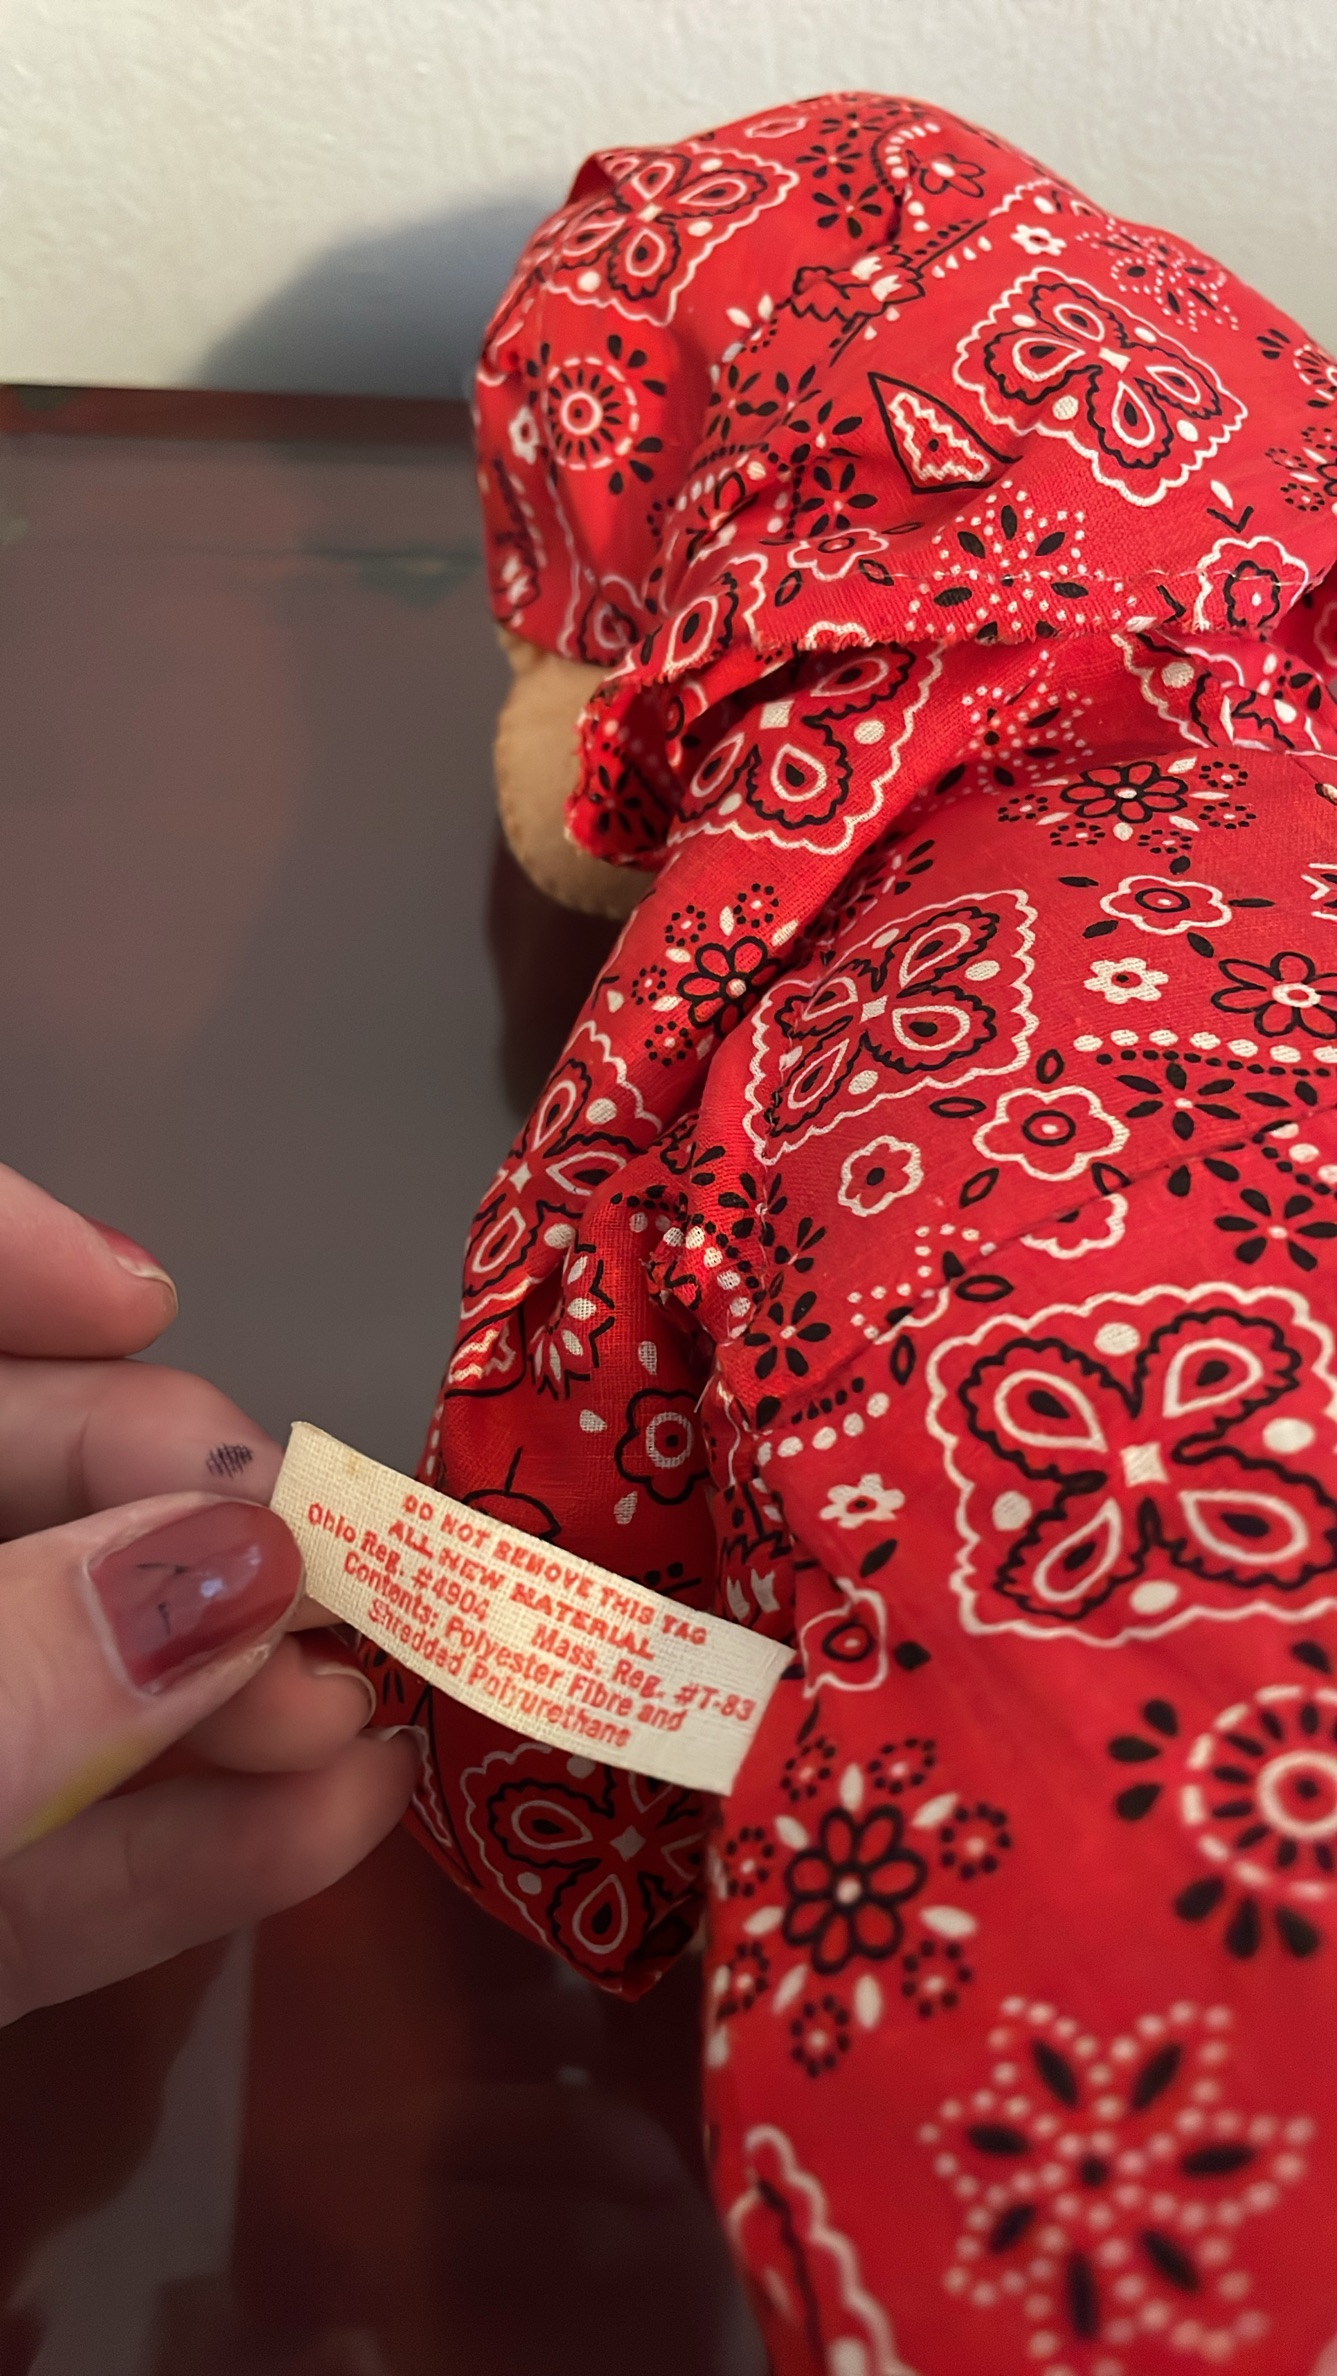 DO NOT REMOVE THIS TAG
ALL NEW MATERIAL
Ohio Reg. #4904 Mass. Reg. #T-83
Contents: Polyester Fibre and
Shredded Polyurethane